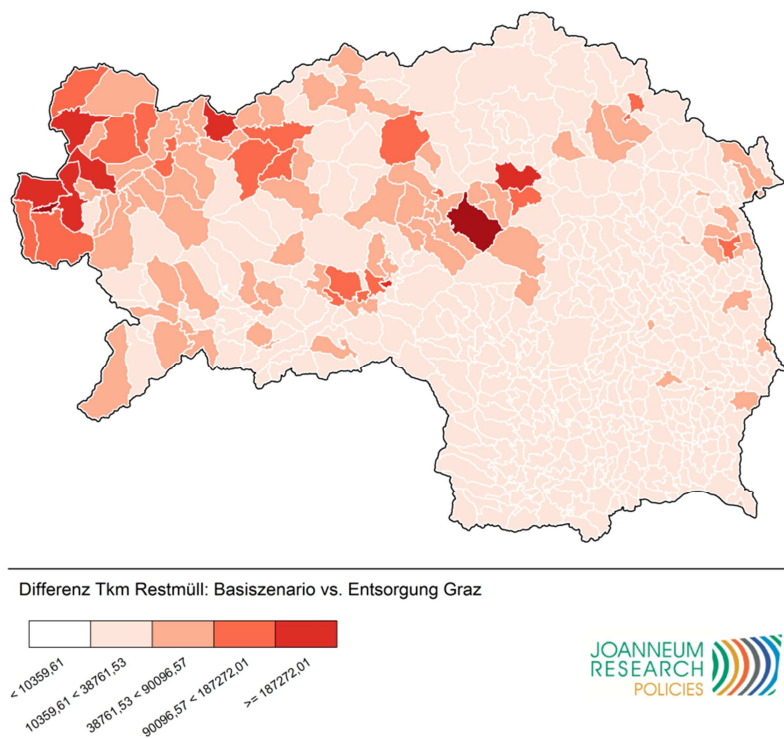 Differenz Tkm Restmüll: Basiszenario vs. Entsorgung Graz
< 10359.61
10359,61 < 38761,53
38761,53 < 90096,57
90096,57 < 187272,01
>= 187272,01
JOANNEUM
RESEARCH
POLICIES